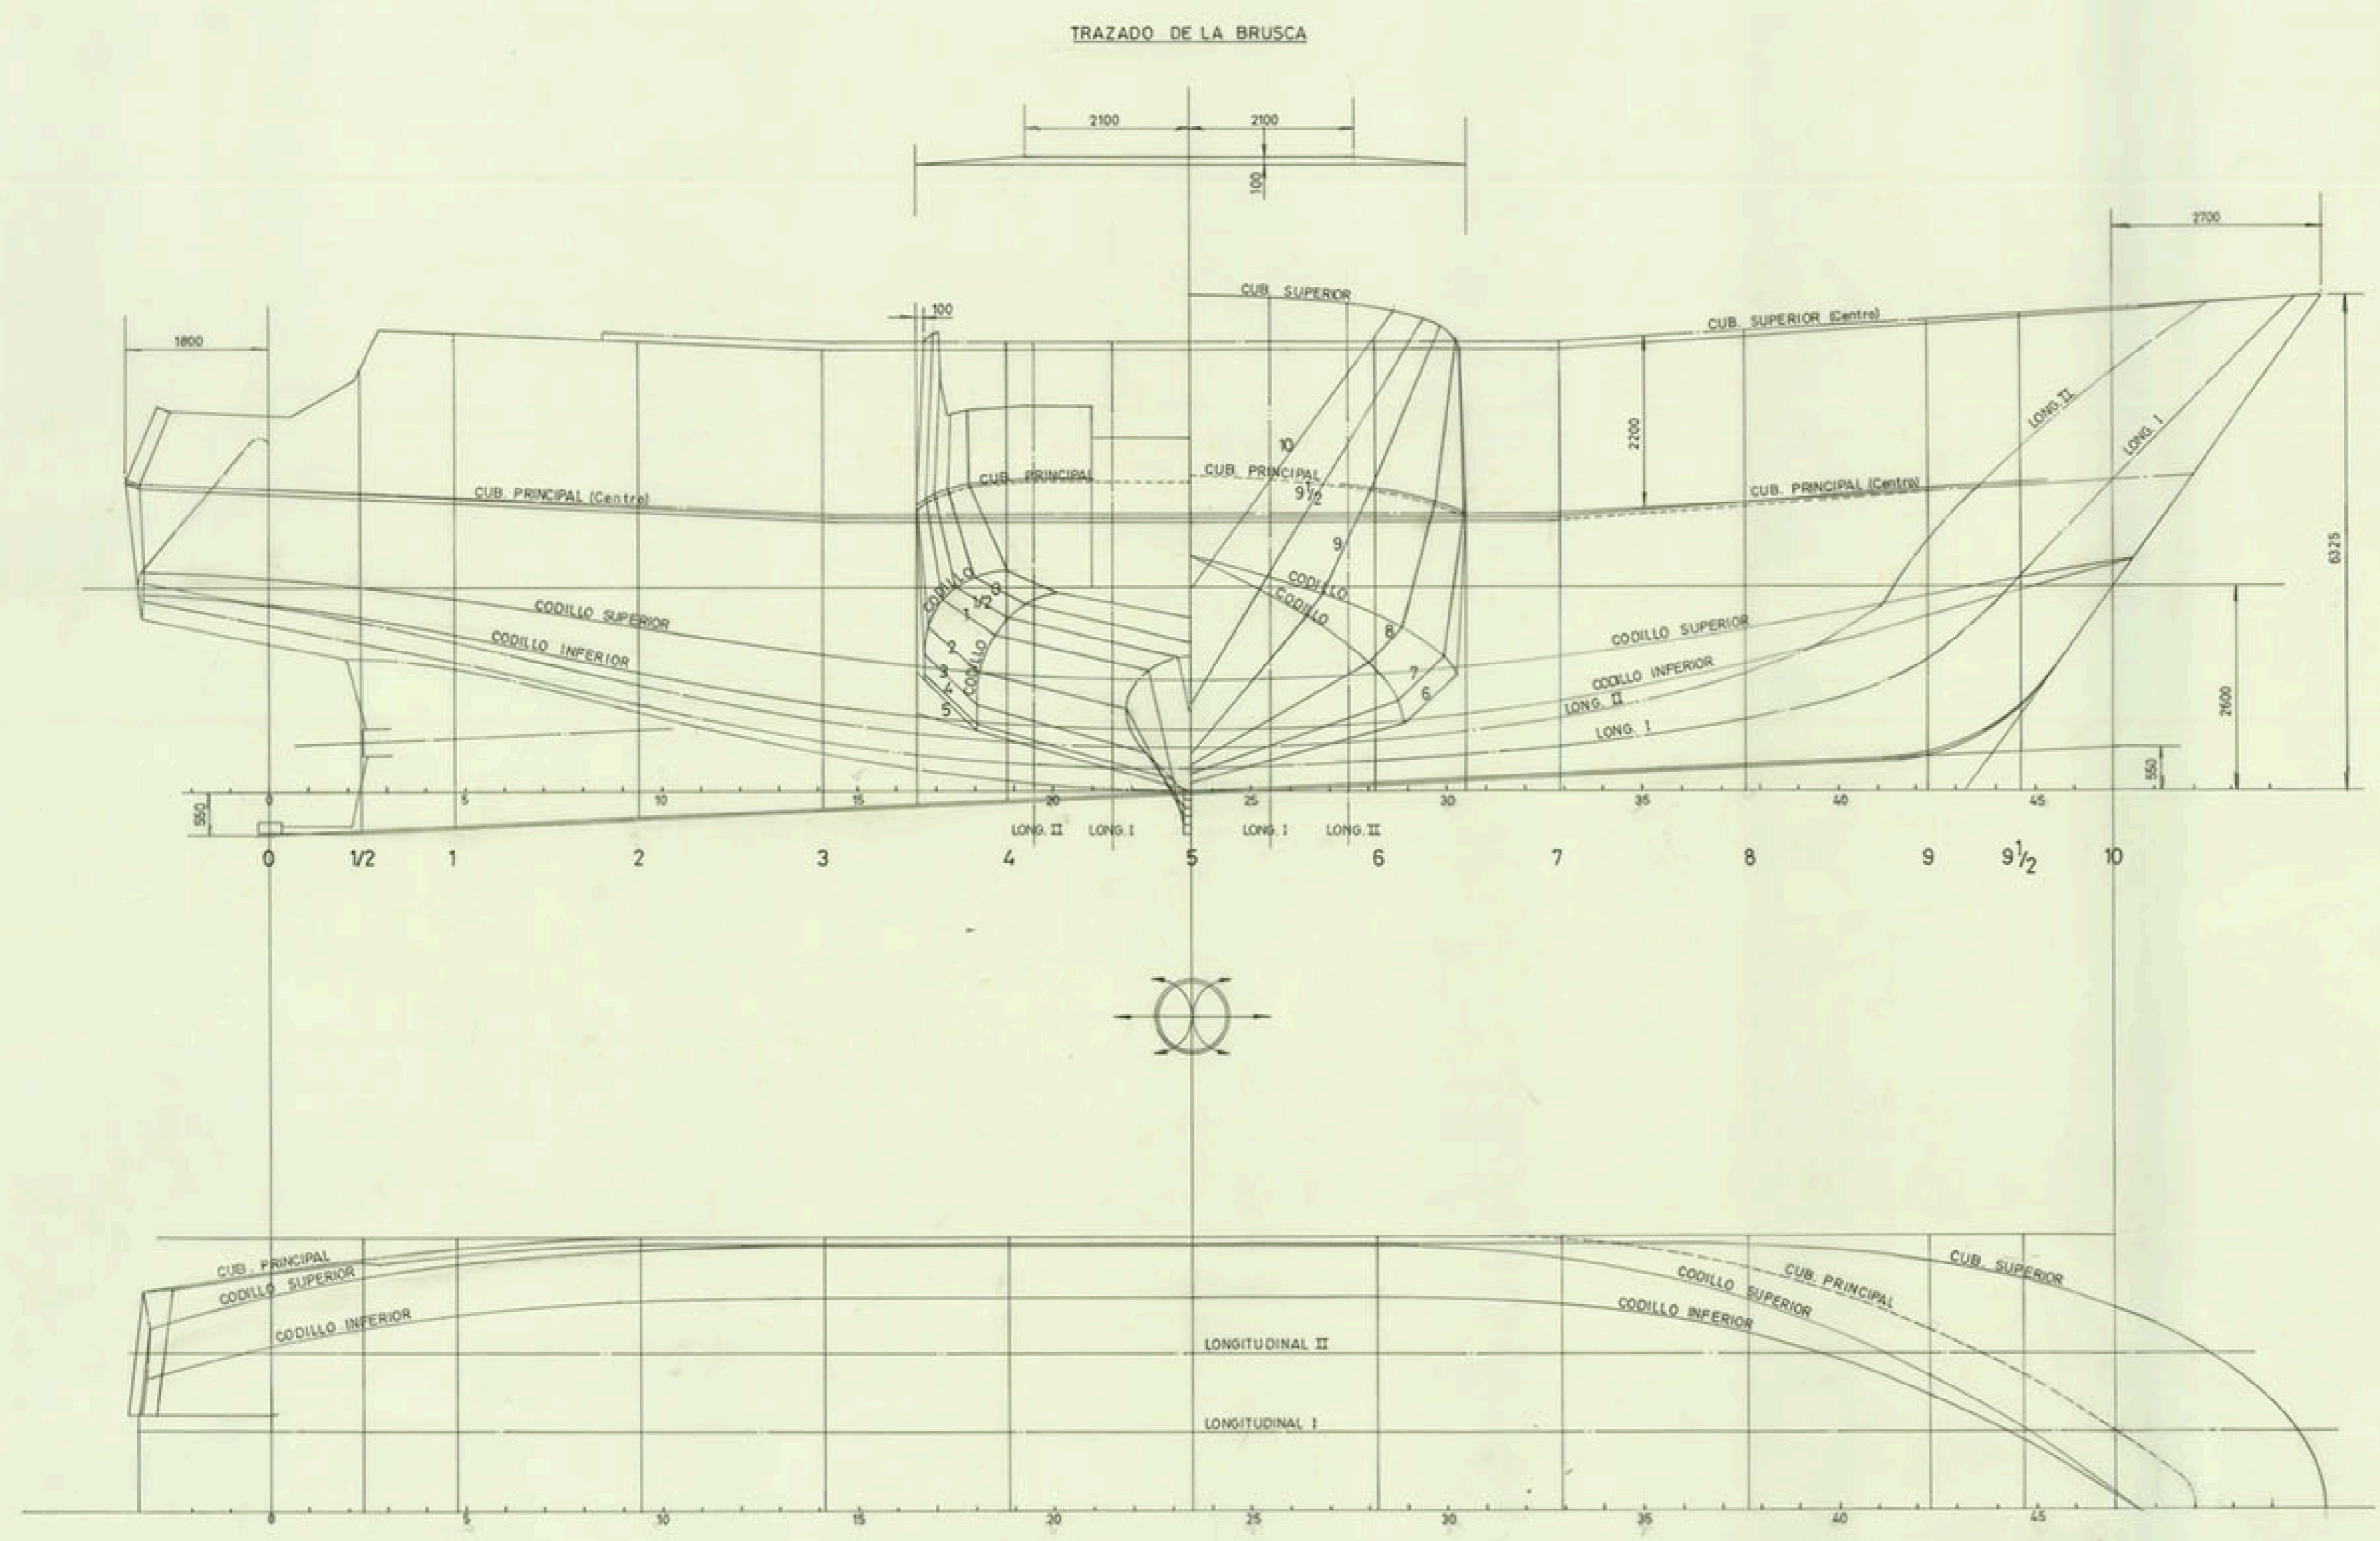 TRAZADO DE LA BRUSCA
2100
2100
100
2700
CUB. SUPERIOR
100
CUB. SUPERIOR (Centro)
1800
2200
LONG. II
LONG. I
10
CUB. PRINCIPAL
CUB. PRINCIPAL
9 1/2
CUB. PRINCIPAL (Centro)
CUB. PRINCIPAL (Centro)
9
6325
CODILLO
CODILLO
CODILLO
0
1/2
1
CODILLO SUPERIOR
8
CODILLO SUPERIOR
CODILLO INFERIOR
2
CODILLO
3
7
CODILLO INFERIOR
4
6
5
LONG. II
2600
LONG. I
550
550
0 5 10 15 20 25 30 35 40 45
LONG. II LONG. I LONG. I LONG. II
0 1/2 1 2 3 4 5 6 7 8 9 9 1/2 10
CUB. PRINCIPAL
CODILLO SUPERIOR
CODILLO INFERIOR
CUB. SUPERIOR
CUB. PRINCIPAL
CODILLO SUPERIOR
CODILLO INFERIOR
LONGITUDINAL II
LONGITUDINAL I
0 5 10 15 20 25 30 35 40 45